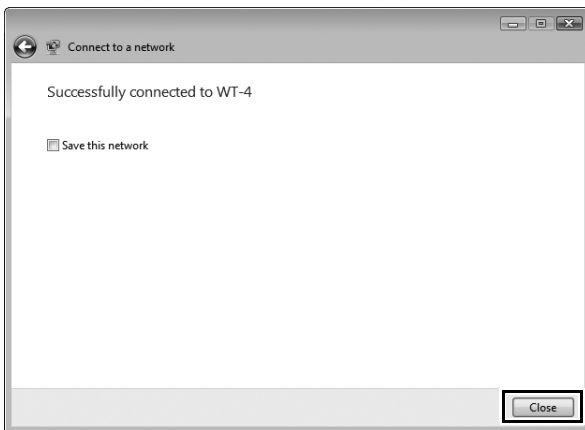 Connect to a network
Successfully connected to WT-4
Save this network
Close